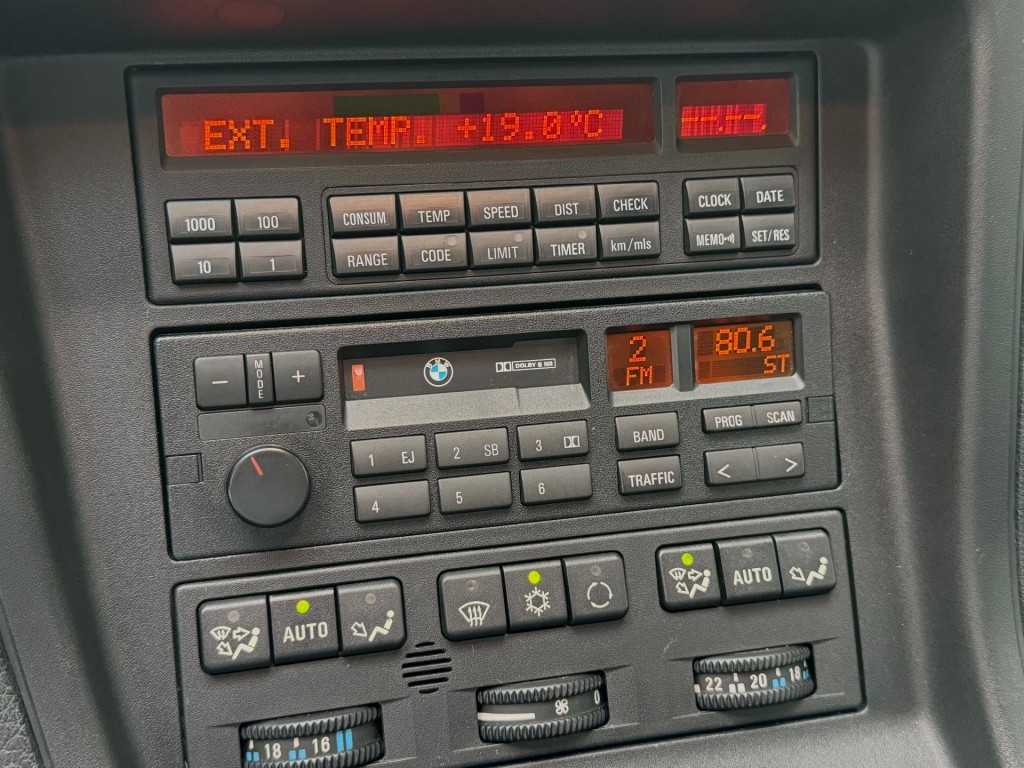 EXT. TEMP. +19.0°C --.--.
1000 100 CONSUM TEMP SPEED DIST CHECK CLOCK DATE
10 1 RANGE CODE LIMIT TIMER km/mls MEMO SET/RES
− MODE + BMW DOLBY B NR 2 80.6
FM ST
BAND PROG SCAN
1 EJ 2 SB 3
TRAFFIC < >
4 5 6
AUTO AUTO
22 20 18
0
18 16